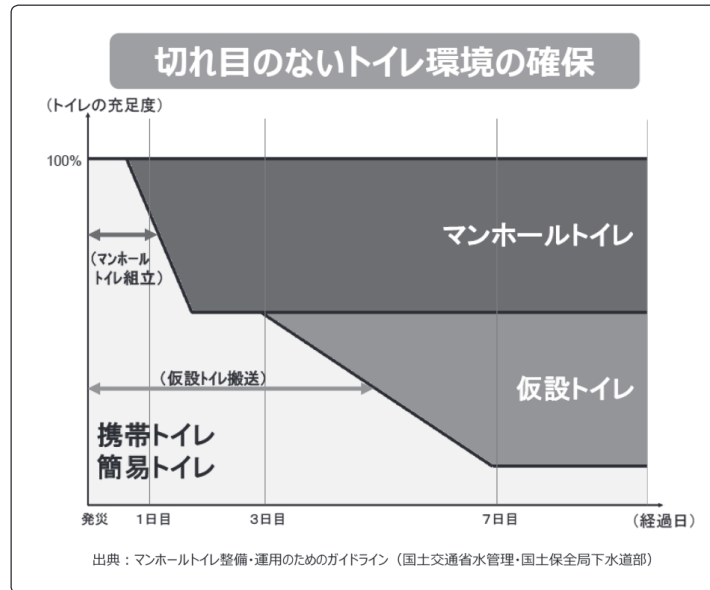 切れ目のないトイレ環境の確保
(トイレの充足度)
100%
マンホールトイレ
(マンホール
トイレ組立)
(仮設トイレ搬送)
仮設トイレ
携帯トイレ
簡易トイレ
発災 1日目 3日目 7日目 (経過日)
出典:マンホールトイレ整備・運用のためのガイドライン(国土交通省水管理・国土保全局下水道部)